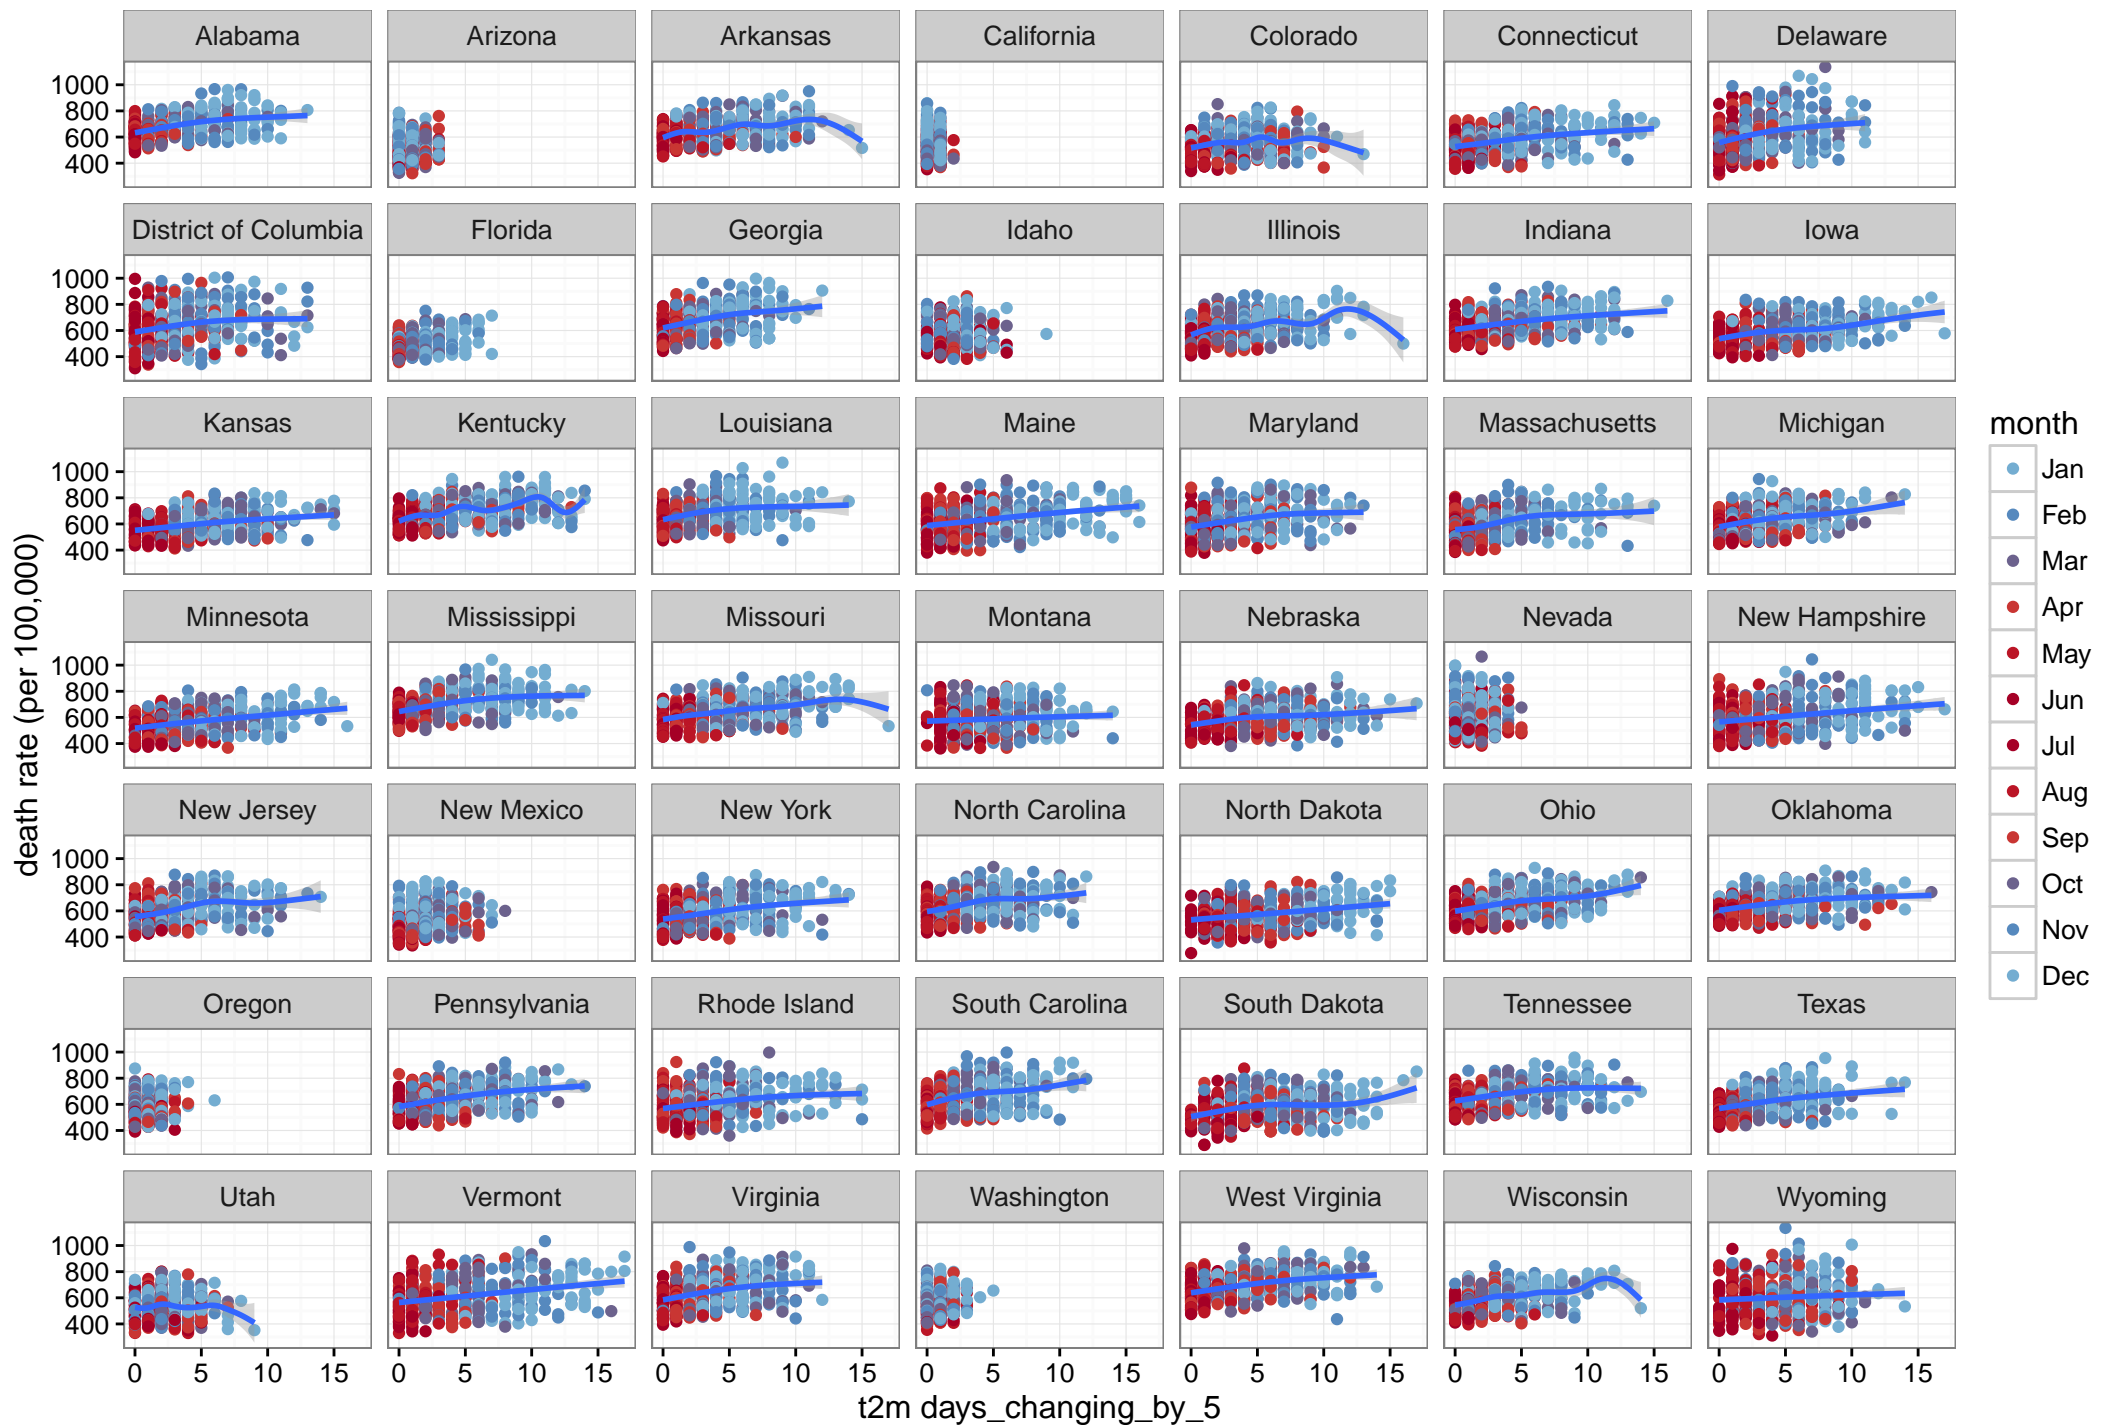 Alabama Arizona Arkansas California Colorado Connecticut Delaware
1000
800
600
400
District of Columbia Florida Georgia Idaho Illinois Indiana Iowa
1000
800
600
400
Kansas Kentucky Louisiana Maine Maryland Massachusetts Michigan
1000
800
600
400
Minnesota Mississippi Missouri Montana Nebraska Nevada New Hampshire
1000
800
600
400
New Jersey New Mexico New York North Carolina North Dakota Ohio Oklahoma
1000
800
600
400
Oregon Pennsylvania Rhode Island South Carolina South Dakota Tennessee Texas
1000
800
600
400
Utah Vermont Virginia Washington West Virginia Wisconsin Wyoming
1000
800
600
400
0 5 10 15 0 5 10 15 0 5 10 15 0 5 10 15 0 5 10 15 0 5 10 15 0 5 10 15
t2m days_changing_by_5
death rate (per 100,000)
month
Jan
Feb
Mar
Apr
May
Jun
Jul
Aug
Sep
Oct
Nov
Dec